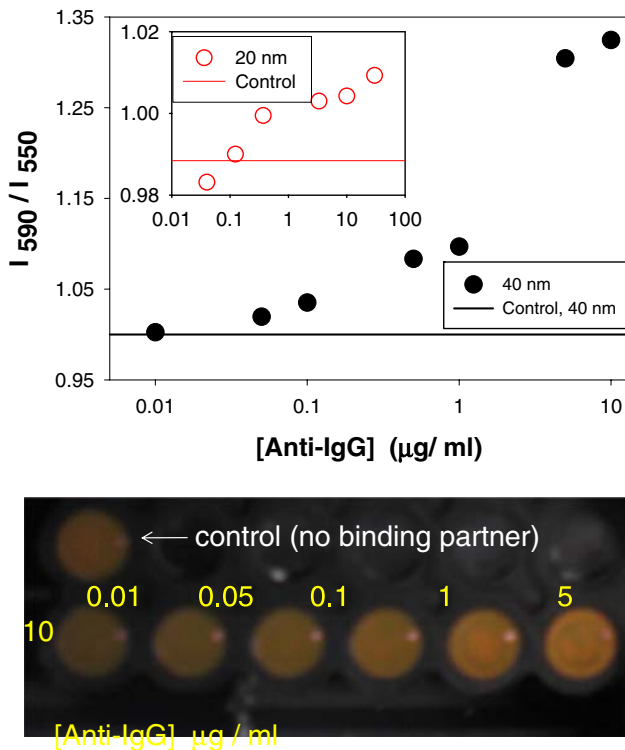 1.35
1.25
1.15
1.05
0.95
I 590 / I 550
1.02
1.00
0.98
20 nm
Control
0.01 0.1 1 10 100
40 nm
Control, 40 nm
0.01 0.1 1 10
[Anti-IgG] (μg/ ml)
control (no binding partner)
0.01 0.05 0.1 1 5
10
[Anti-IgG] μg / ml